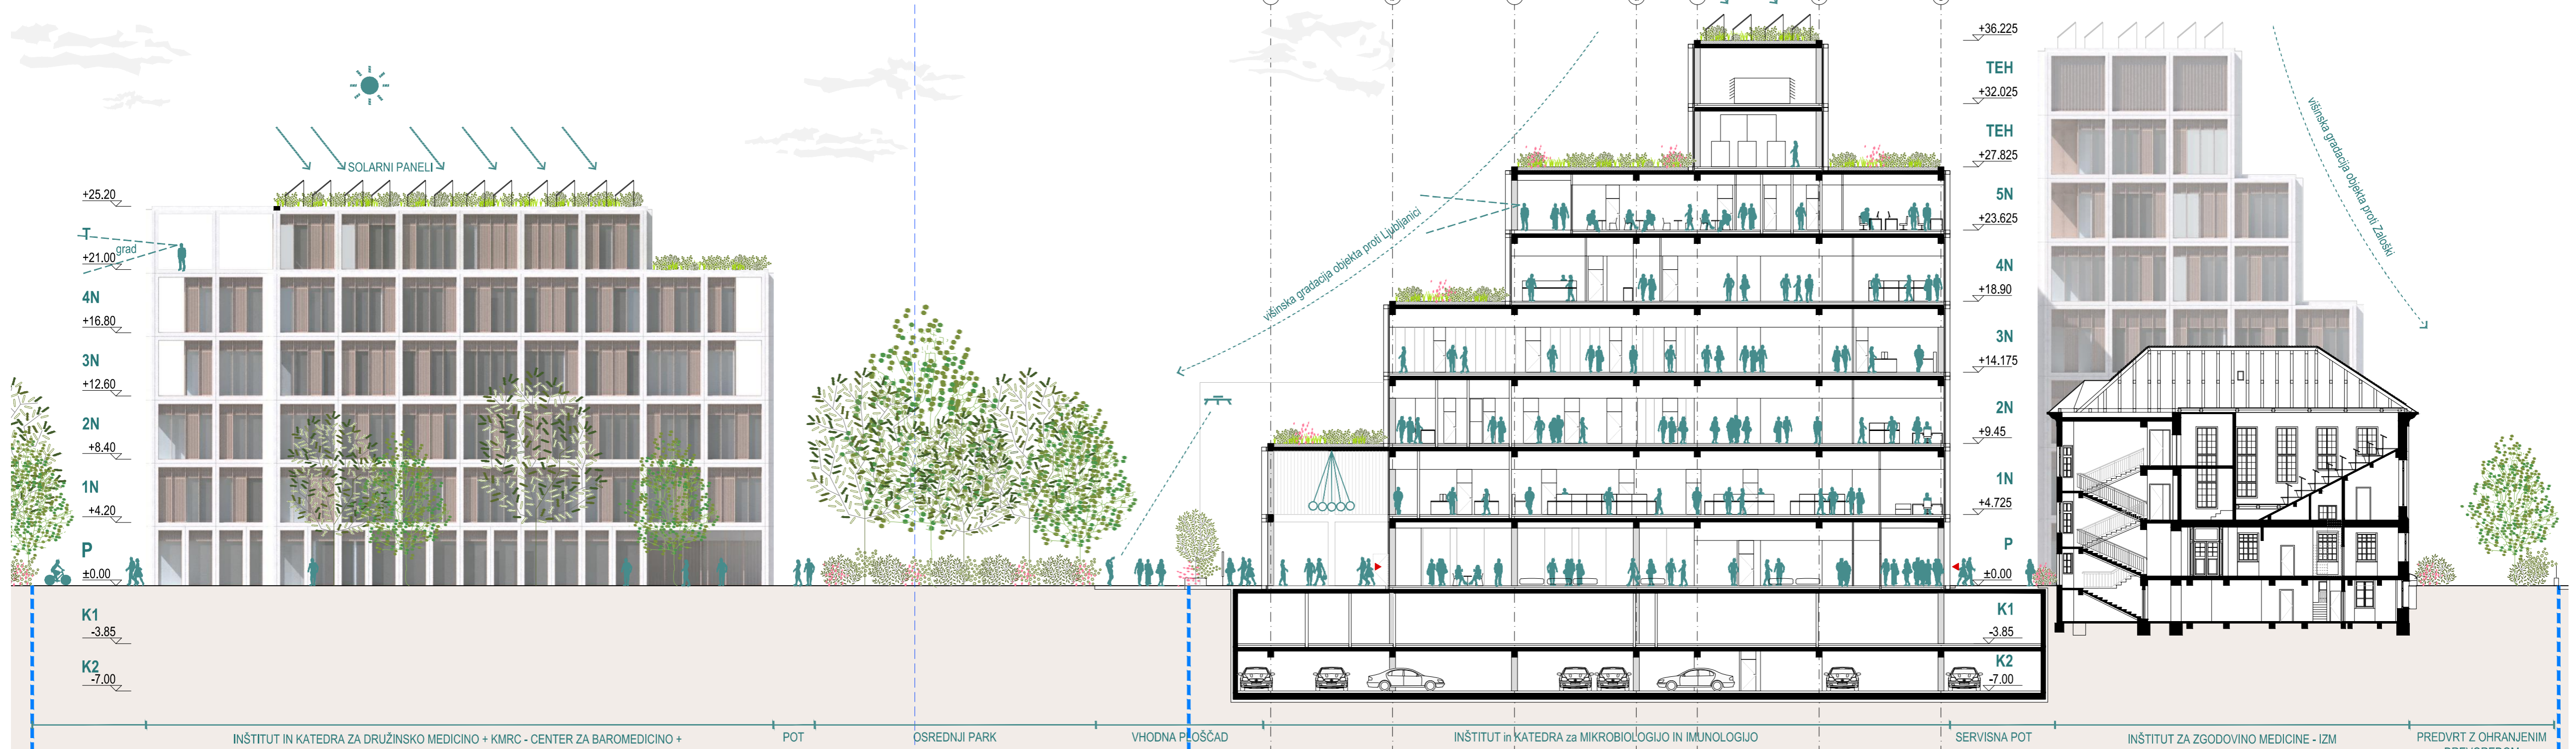 SOLARNI PANELI
+25.20
T
grad
+21.00
4N
+16.80
3N
+12.60
2N
+8.40
1N
+4.20
P
±0.00
K1
-3.85
K2
-7.00
višinska gradacija objekta proti Ljubljanici
+36.225
TEH
+32.025
TEH
+27.825
5N
+23.625
4N
+18.90
3N
+14.175
2N
+9.45
1N
+4.725
P
±0.00
K1
-3.85
K2
-7.00
višinska gradacija objekta proti Zaloški
INŠTITUT IN KATEDRA ZA DRUŽINSKO MEDICINO + KMRC - CENTER ZA BAROMEDICINO +
POT
OSREDNJI PARK
VHODNA PLOŠČAD
INŠTITUT in KATEDRA za MIKROBIOLOGIJO IN IMUNOLOGIJO
SERVISNA POT
INŠTITUT ZA ZGODOVINO MEDICINE - IZM
PREDVRT Z OHRANJENIM